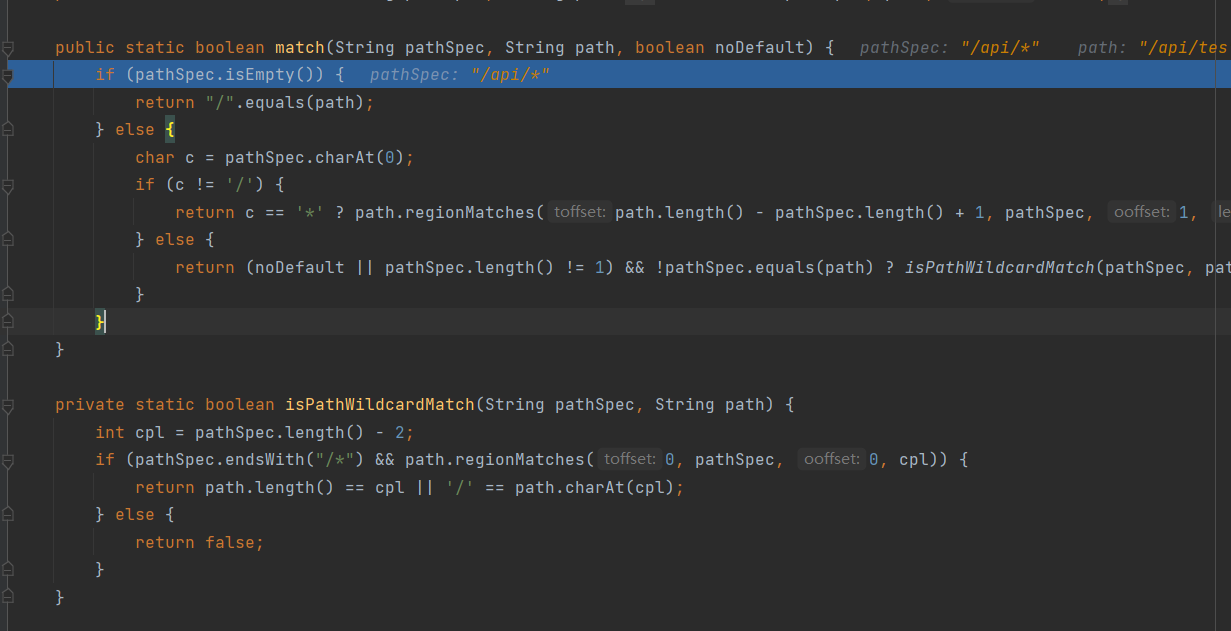 public static boolean match(String pathSpec, String path, boolean noDefault) { pathSpec: "/api/*" path: "/api/tes
if (pathSpec.isEmpty()) { pathSpec: "/api/*"
return "/".equals(path);
} else {
char c = pathSpec.charAt(0);
if (c != '/') {
return c == '*' ? path.regionMatches( toffset: path.length() - pathSpec.length() + 1, pathSpec, ooffset: 1, le
} else {
return (noDefault || pathSpec.length() != 1) && !pathSpec.equals(path) ? isPathWildcardMatch(pathSpec, pat
}
}
}
private static boolean isPathWildcardMatch(String pathSpec, String path) {
int cpl = pathSpec.length() - 2;
if (pathSpec.endsWith("/*") && path.regionMatches( toffset: 0, pathSpec, ooffset: 0, cpl)) {
return path.length() == cpl || '/' == path.charAt(cpl);
} else {
return false;
}
}